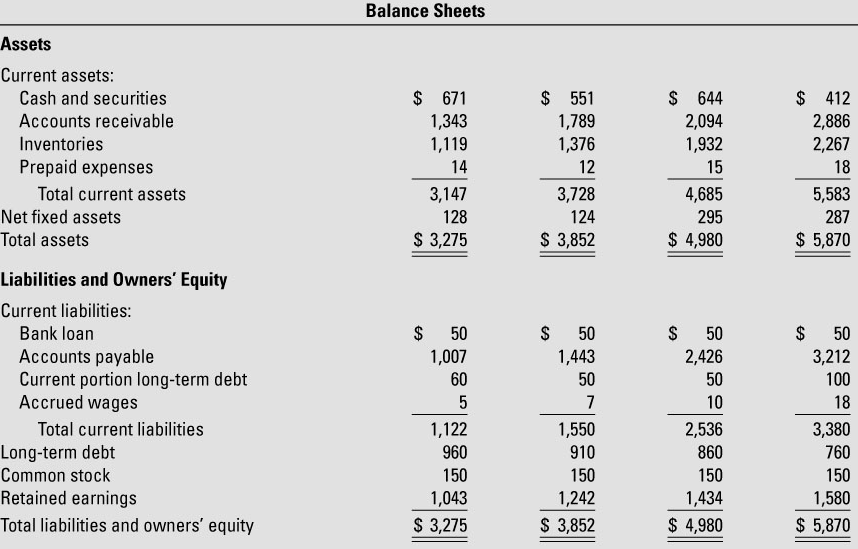 Balance Sheets
Assets
Current assets:
Cash and securities $ 671 $ 551 $ 644 $ 412
Accounts receivable 1,343 1,789 2,094 2,886
Inventories 1,119 1,376 1,932 2,267
Prepaid expenses 14 12 15 18
Total current assets 3,147 3,728 4,685 5,583
Net fixed assets 128 124 295 287
Total assets $ 3,275 $ 3,852 $ 4,980 $ 5,870
Liabilities and Owners’ Equity
Current liabilities:
Bank loan $ 50 $ 50 $ 50 $ 50
Accounts payable 1,007 1,443 2,426 3,212
Current portion long-term debt 60 50 50 100
Accrued wages 5 7 10 18
Total current liabilities 1,122 1,550 2,536 3,380
Long-term debt 960 910 860 760
Common stock 150 150 150 150
Retained earnings 1,043 1,242 1,434 1,580
Total liabilities and owners’ equity $ 3,275 $ 3,852 $ 4,980 $ 5,870